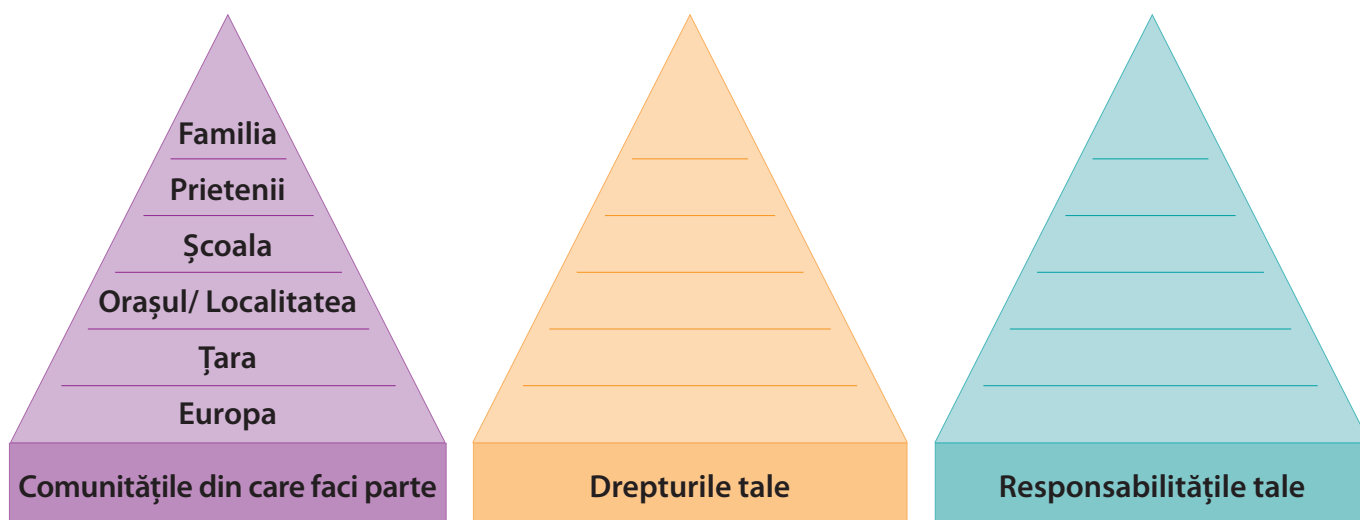 Familia
Prietenii
Școala
Orașul/ Localitatea
Țara
Europa
Comunitățile din care faci parte
Drepturile tale
Responsabilitățile tale